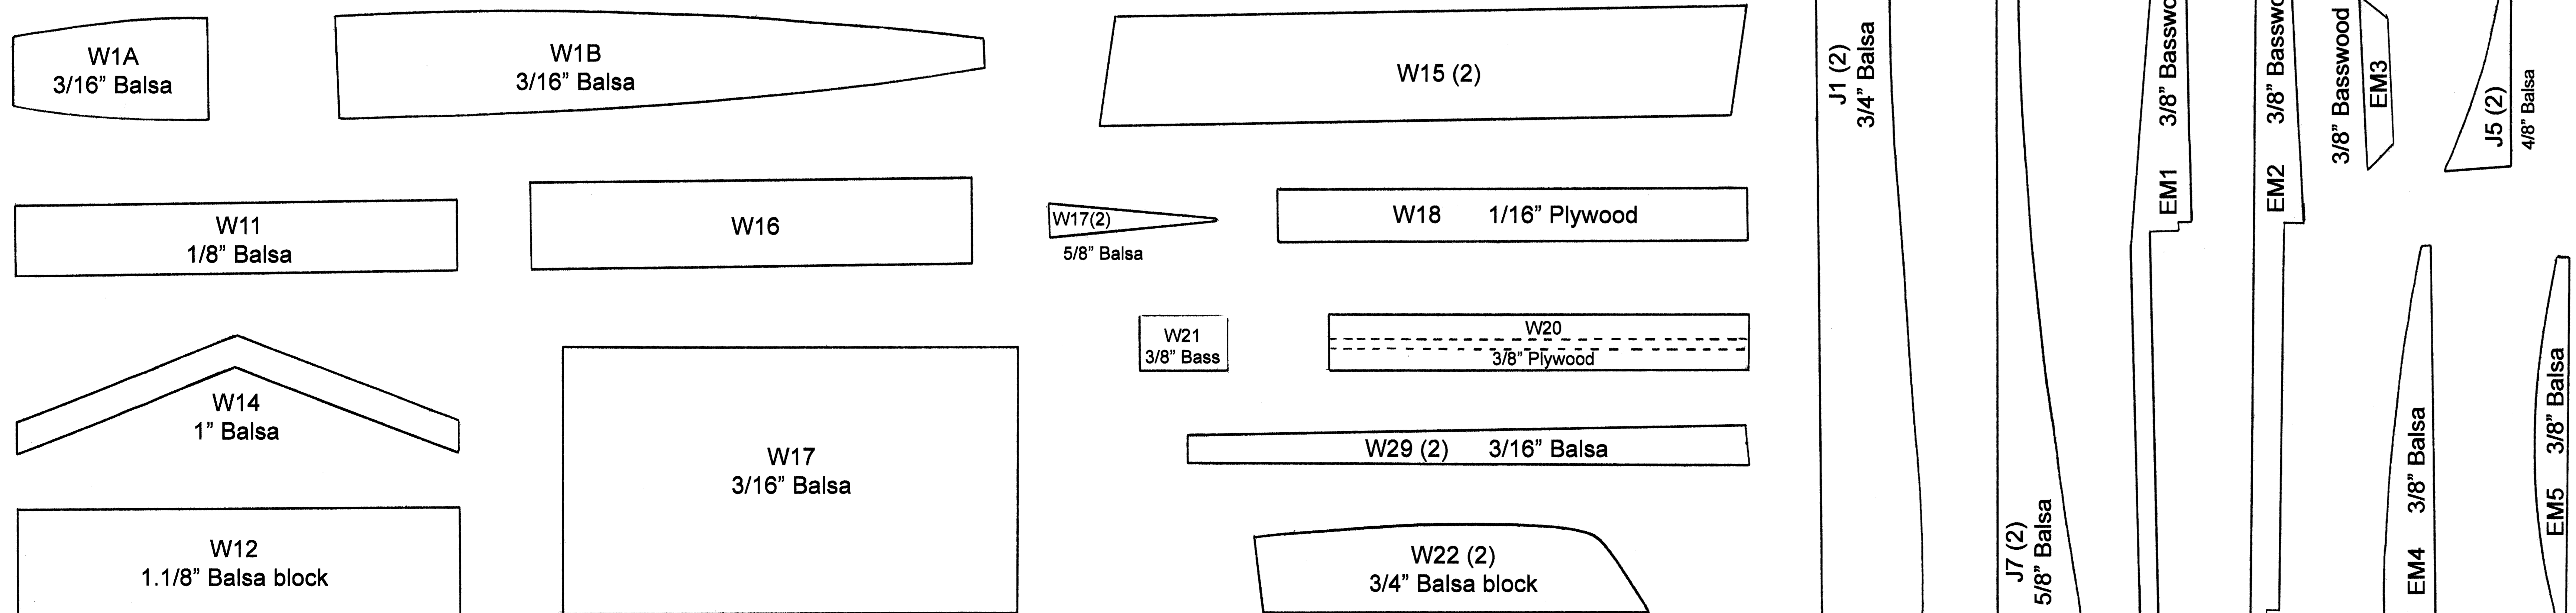 W1A
3/16” Balsa
W1B
3/16” Balsa
W15 (2)
W11
1/8” Balsa
W16
W17(2)
5/8” Balsa
W18 1/16” Plywood
W21
3/8” Bass
W20
3/8” Plywood
W14
1” Balsa
W17
3/16” Balsa
W29 (2) 3/16” Balsa
W12
1.1/8” Balsa block
W22 (2)
3/4” Balsa block
J1 (2)
3/4” Balsa
J7 (2)
5/8” Balsa
EM1 3/8” Basswo
EM2 3/8” Basswo
3/8” Basswood
EM3
J5 (2)
4/8” Balsa
EM4 3/8” Balsa
EM5 3/8” Balsa